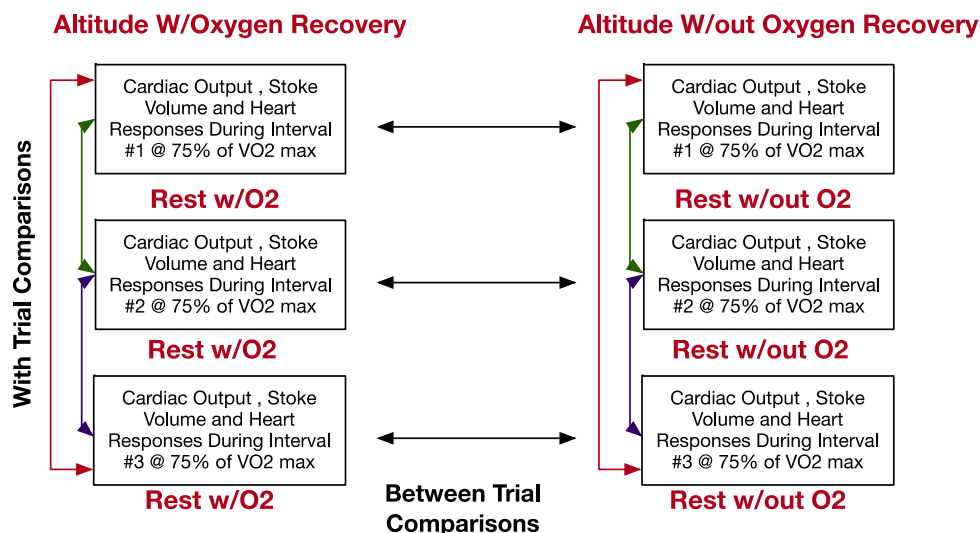 Altitude W/Oxygen Recovery
Altitude W/out Oxygen Recovery
With Trial Comparisons
Cardiac Output , Stoke
Volume and Heart
Responses During Interval
#1 @ 75% of VO2 max
Rest w/O2
Cardiac Output , Stoke
Volume and Heart
Responses During Interval
#2 @ 75% of VO2 max
Rest w/O2
Cardiac Output , Stoke
Volume and Heart
Responses During Interval
#3 @ 75% of VO2 max
Rest w/O2
Cardiac Output , Stoke
Volume and Heart
Responses During Interval
#1 @ 75% of VO2 max
Rest w/out O2
Cardiac Output , Stoke
Volume and Heart
Responses During Interval
#2 @ 75% of VO2 max
Rest w/out O2
Cardiac Output , Stoke
Volume and Heart
Responses During Interval
#3 @ 75% of VO2 max
Rest w/out O2
Between Trial
Comparisons